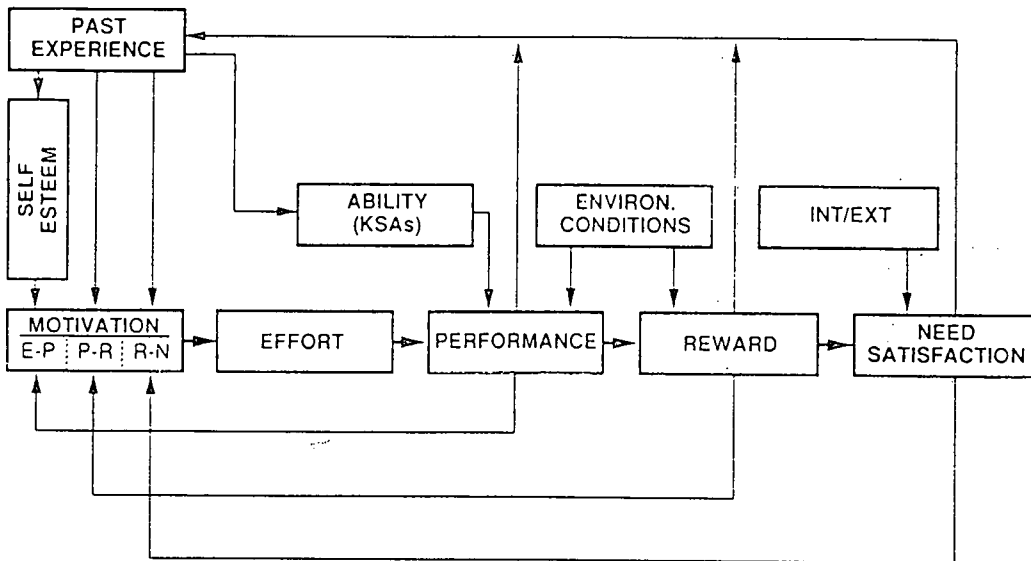 PAST
EXPERIENCE
SELF
ESTEEM
ABILITY
(KSAs)
ENVIRON.
CONDITIONS
INT/EXT
MOTIVATION
E-P P-R R-N
EFFORT
PERFORMANCE
REWARD
NEED
SATISFACTION